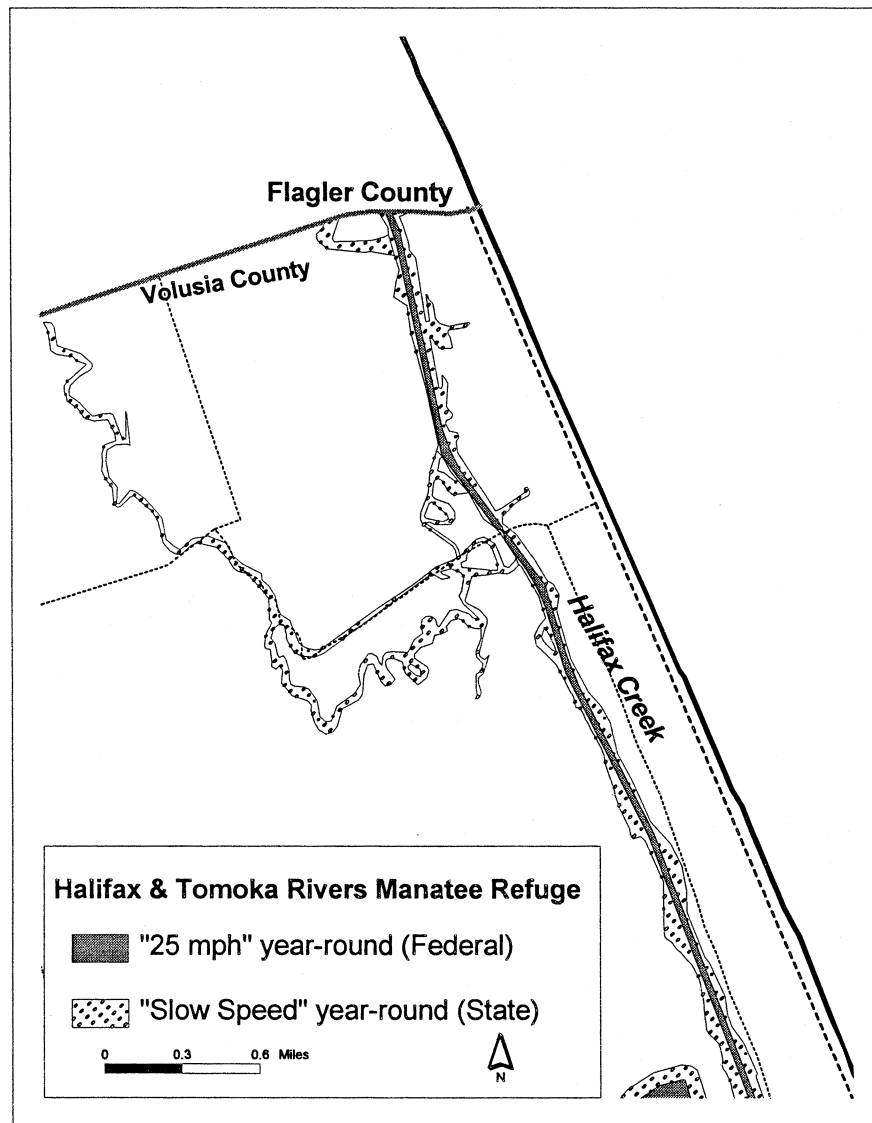 Flagler County
Volusia County
Halifax Creek
Halifax & Tomoka Rivers Manatee Refuge
"25 mph" year-round (Federal)
"Slow Speed" year-round (State)
0 0.3 0.6 Miles
N